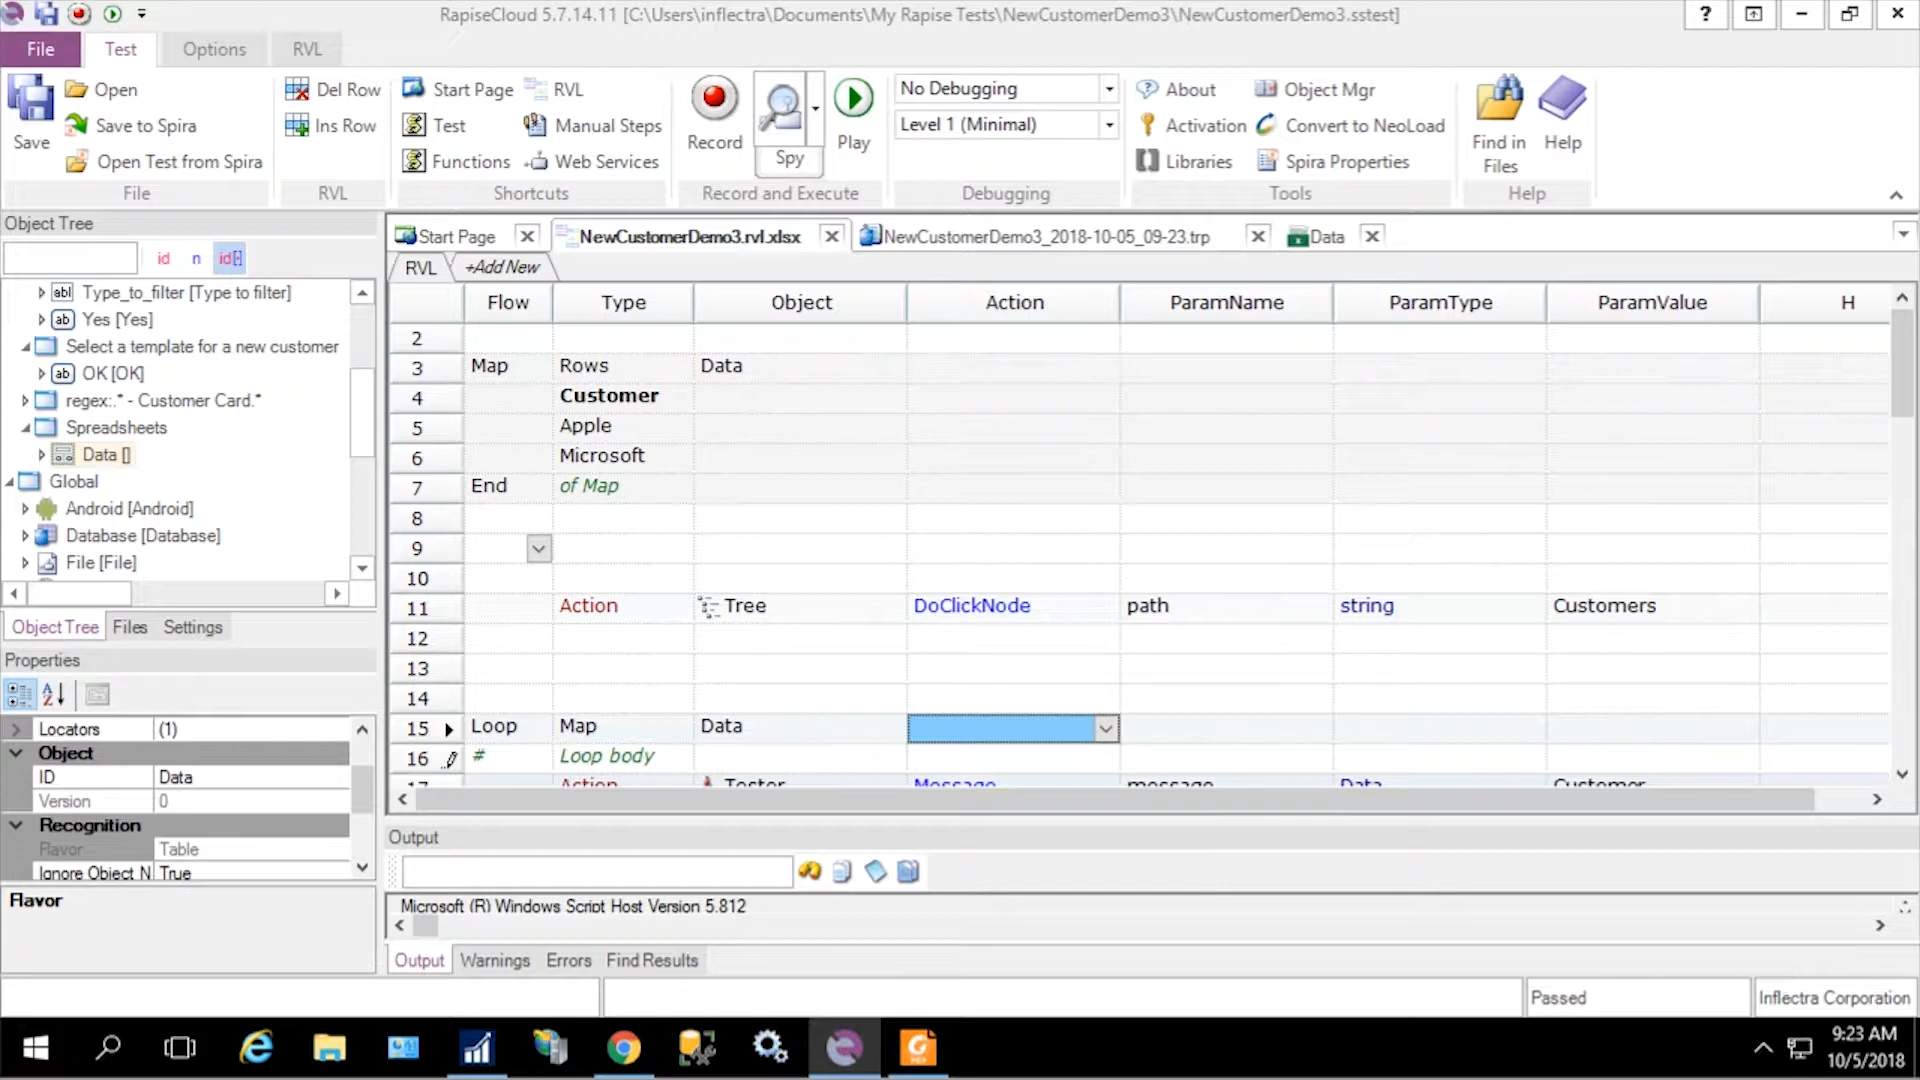 RapiseCloud 5.7.14.11 [C:\Users\inflectra\Documents\My Rapise Tests\NewCustomerDemo3\NewCustomerDemo3.sstest]
File Test Options RVL
Save
Open
Save to Spira
Open Test from Spira
File
Del Row
Ins Row
RVL
Start Page RVL
Test Manual Steps
Functions Web Services
Shortcuts
Record
Spy
Play
Record and Execute
No Debugging
Level 1 (Minimal)
Debugging
About Object Mgr
Activation Convert to NeoLoad
Libraries Spira Properties
Tools
Find in Files
Help
Help
Object Tree
id n id[·]
Type_to_filter [Type to filter]
Yes [Yes]
Select a template for a new customer
OK [OK]
regex:.* - Customer Card.*
Spreadsheets
Data []
Global
Android [Android]
Database [Database]
File [File]
Object Tree Files Settings
Properties
Locators (1)
Object
ID Data
Version 0
Recognition
Flavor Table
Ignore Object N True
Flavor
Start Page NewCustomerDemo3.rvl.xlsx NewCustomerDemo3_2018-10-05_09-23.trp Data
RVL +Add New
Flow Type Object Action ParamName ParamType ParamValue H
2
3 Map Rows Data
4 Customer
5 Apple
6 Microsoft
7 End of Map
8
9
10
11 Action Tree DoClickNode path string Customers
12
13
14
15 Loop Map Data
16 # Loop body
17 Action Tester Message message Data Customer
Output
Microsoft (R) Windows Script Host Version 5.812
Output Warnings Errors Find Results
Passed Inflectra Corporation
9:23 AM
10/5/2018